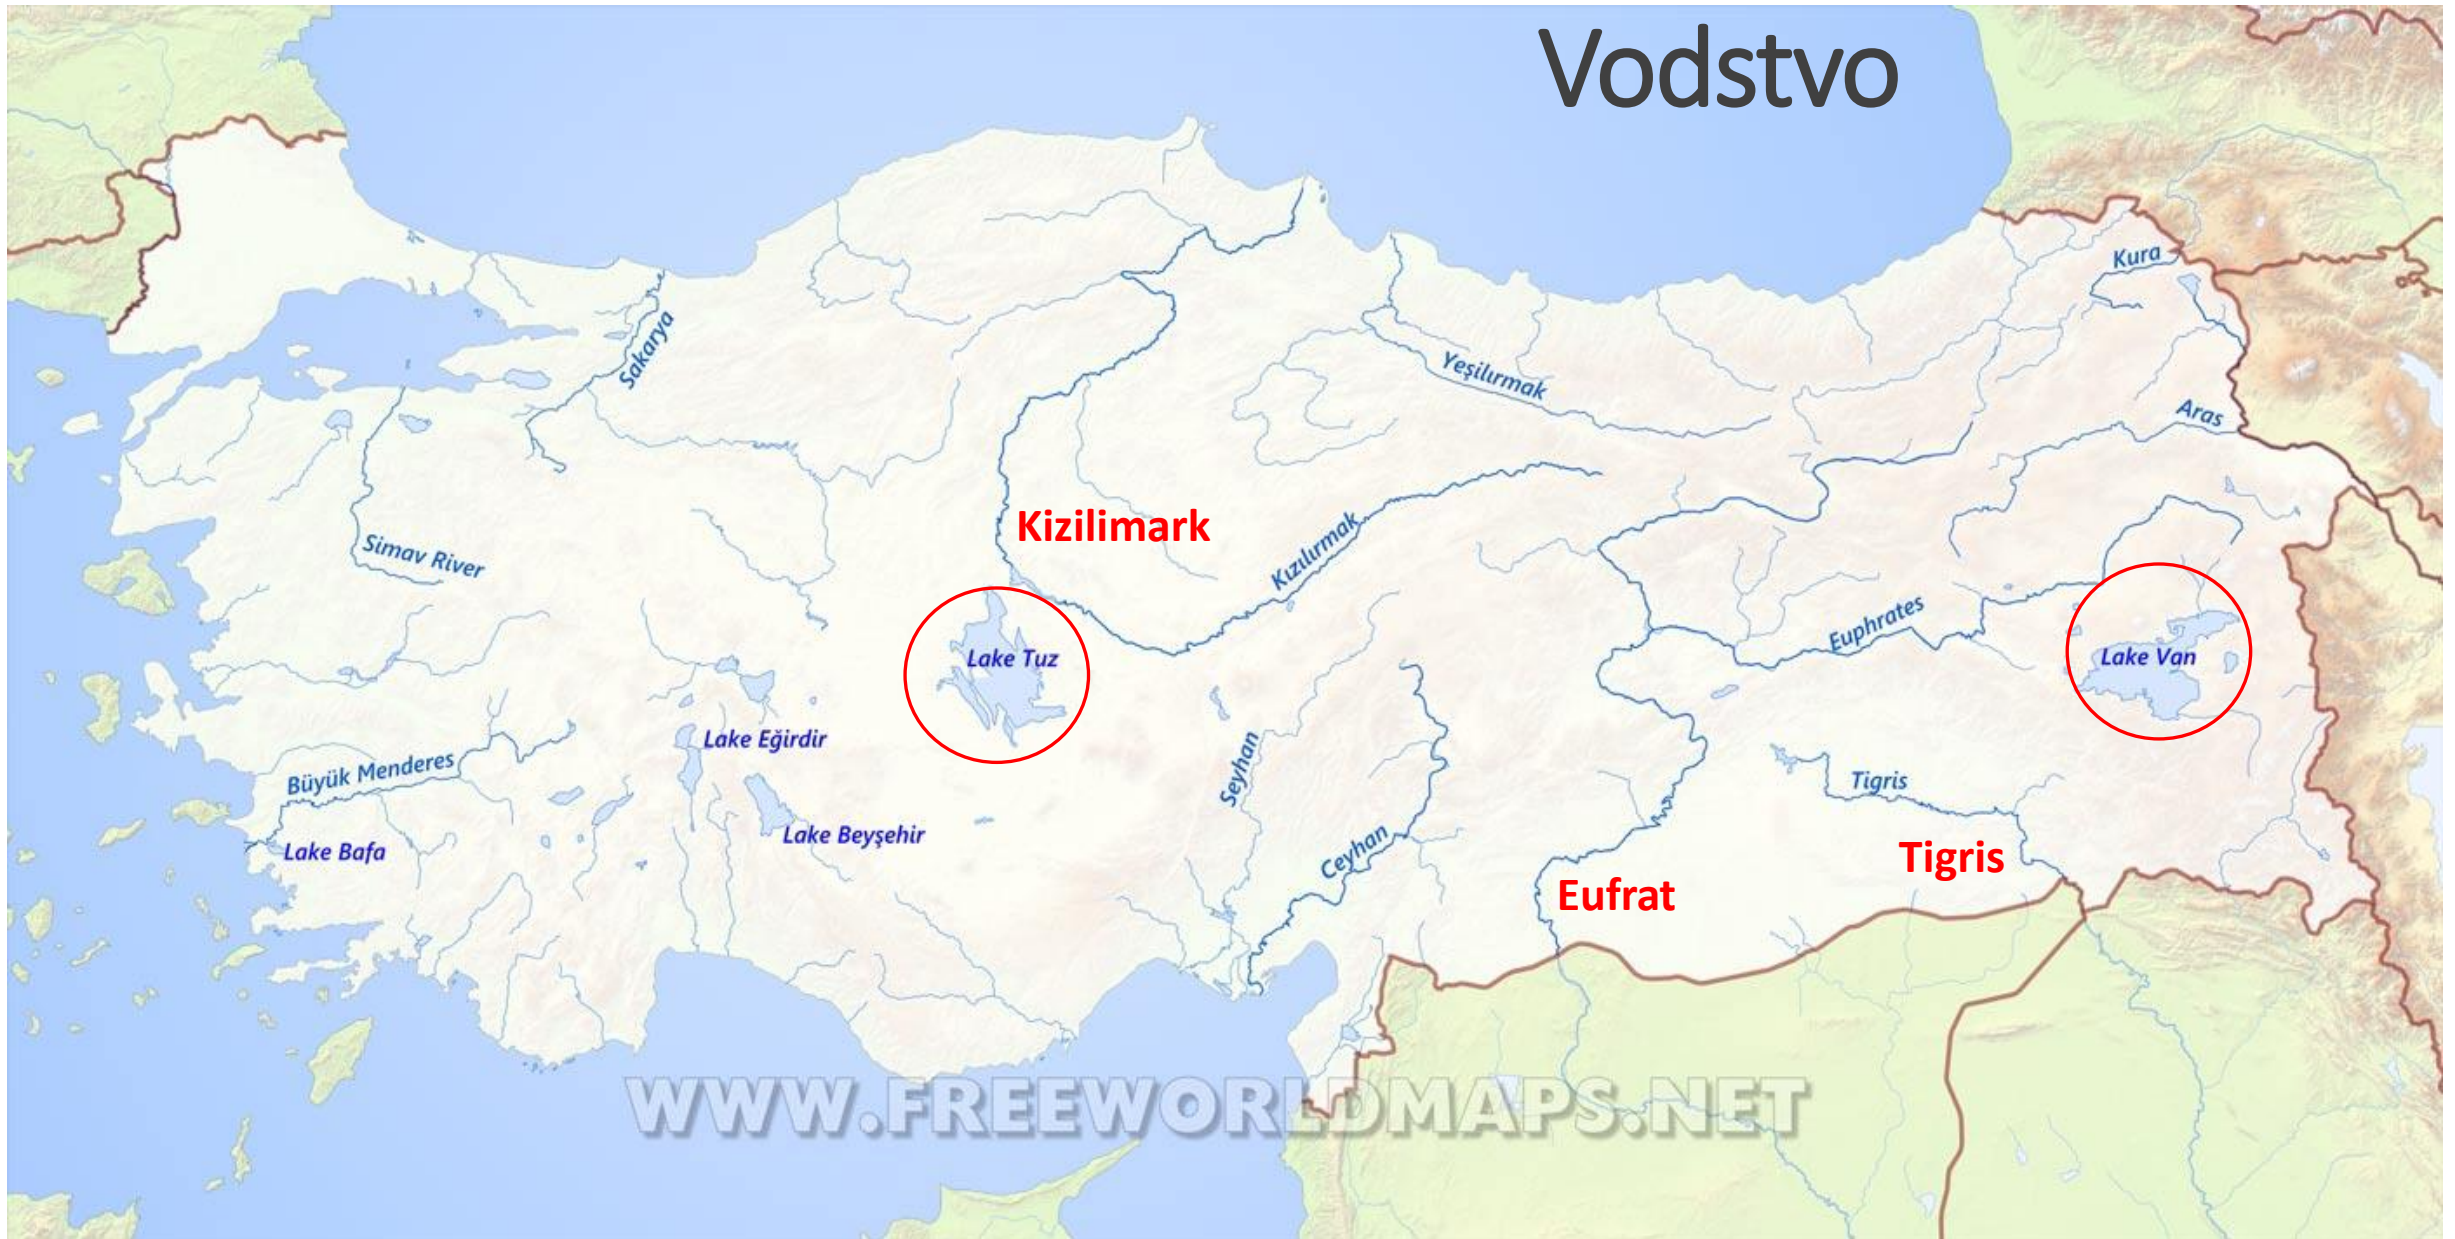 Vodstvo
Kura
Sakarya
Yeşilırmak
Aras
Kizilimark
Kızılırmak
Simav River
Euphrates
Lake Tuz
Lake Van
Lake Eğirdir
Büyük Menderes
Seyhan
Tigris
Lake Beyşehir
Lake Bafa
Ceyhan
Tigris
Eufrat
WWW.FREEWORLDMAPS.NET